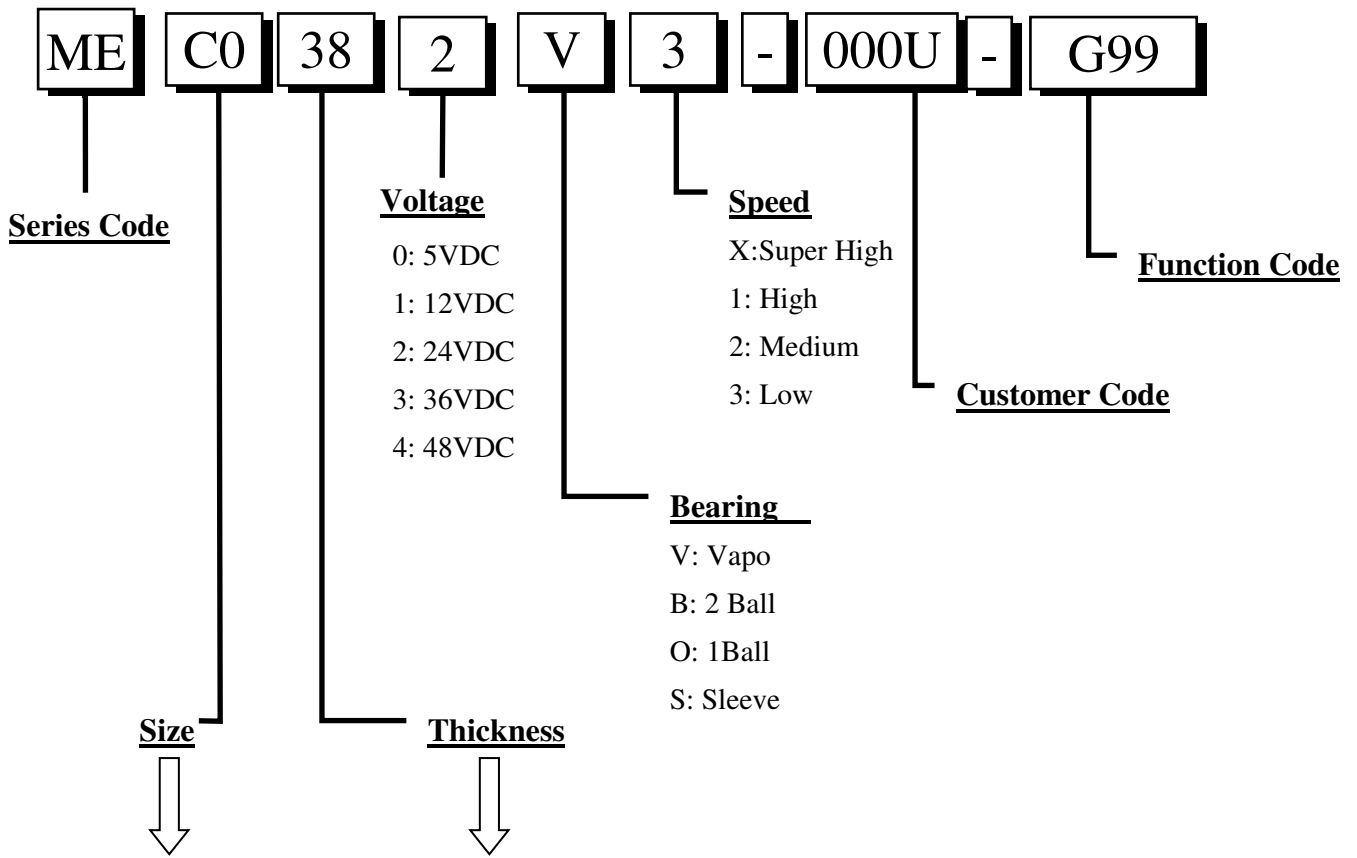 ME C0 38 2 V 3 - 000U - G99
Series Code
Voltage
0: 5VDC
1: 12VDC
2: 24VDC
3: 36VDC
4: 48VDC
Speed
X:Super High
1: High
2: Medium
3: Low
Function Code
Customer Code
Bearing
V: Vapo
B: 2 Ball
O: 1Ball
S: Sleeve
Size
Thickness